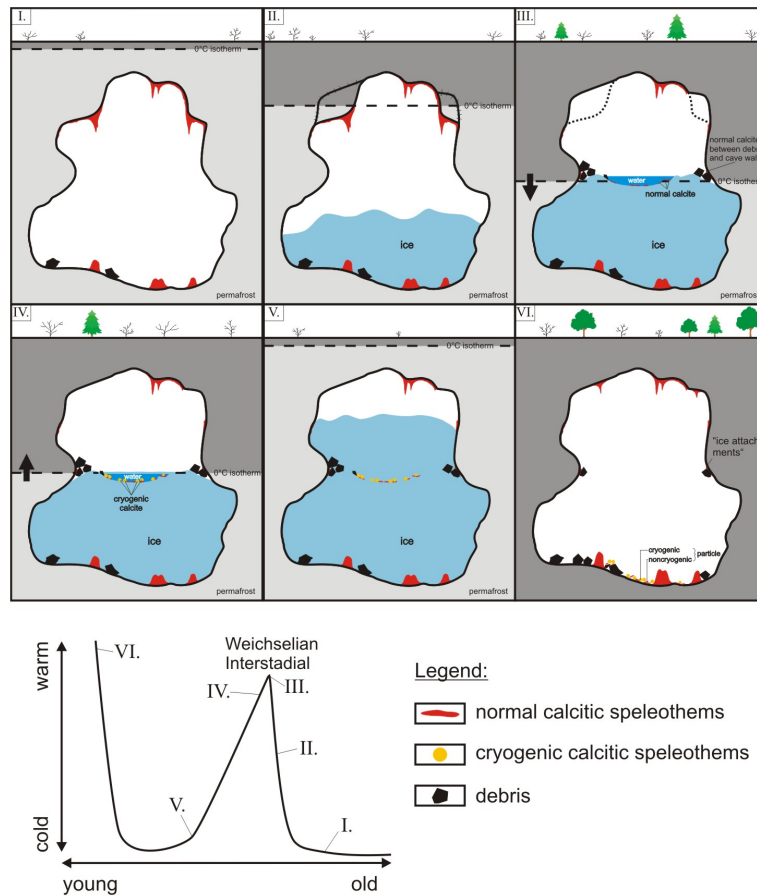 I.
0°C isotherm
permafrost
II.
0°C isotherm
ice
permafrost
III.
normal calcite
between debr
and cave wal
0°C isotherm
water
normal calcite
ice
permafrost
IV.
0°C isotherm
water
cryogenic
calcite
ice
permafrost
V.
0°C isotherm
ice
permafrost
VI.
"ice attach
ments"
cryogenic
noncryogenic
particle
warm
cold
VI.
Weichselian
Interstadial
IV.
III.
II.
V.
I.
young
old
Legend:
normal calcitic speleothems
cryogenic calcitic speleothems
debris